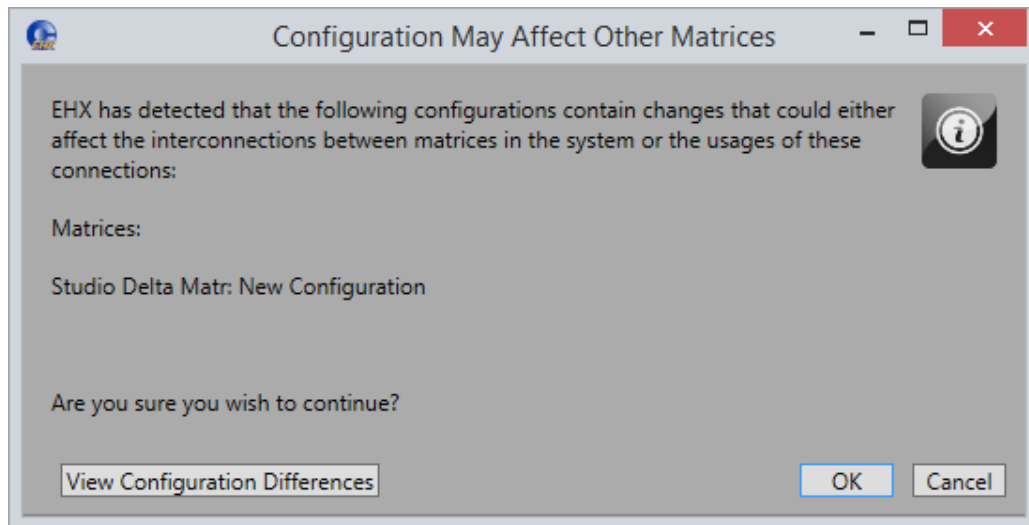 Configuration May Affect Other Matrices
EHX has detected that the following configurations contain changes that could either
affect the interconnections between matrices in the system or the usages of these
connections:
Matrices:
Studio Delta Matr: New Configuration
Are you sure you wish to continue?
View Configuration Differences
OK
Cancel